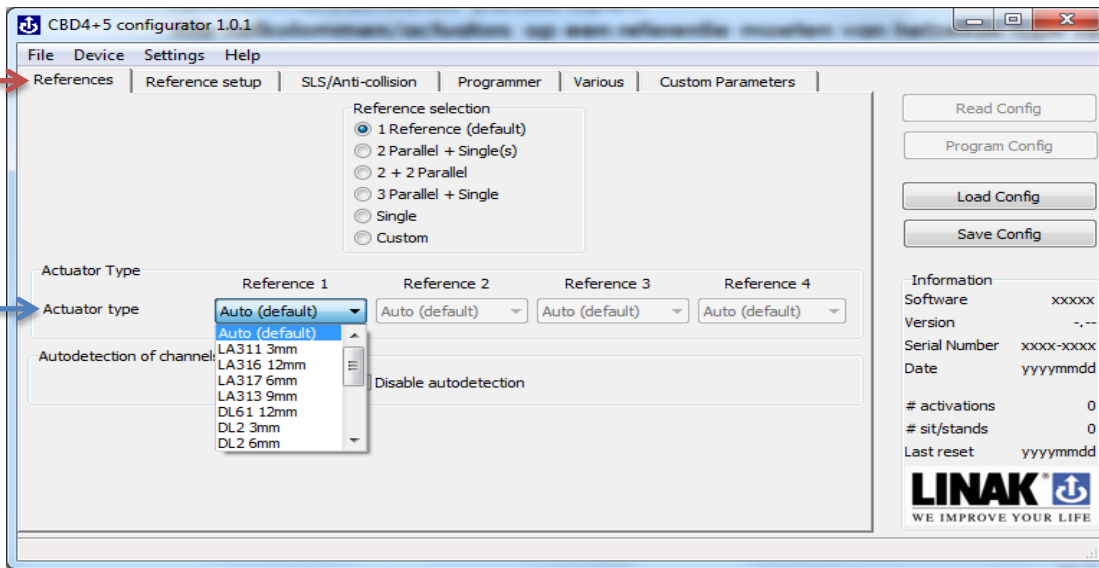 CBD4+5 configurator 1.0.1
File Device Settings Help
References Reference setup SLS/Anti-collision Programmer Various Custom Parameters
Reference selection
1 Reference (default)
2 Parallel + Single(s)
2 + 2 Parallel
3 Parallel + Single
Single
Custom
Actuator Type
Reference 1 Reference 2 Reference 3 Reference 4
Actuator type Auto (default) Auto (default) Auto (default) Auto (default)
Auto (default)
LA311 3mm
LA316 12mm
LA317 6mm
LA313 9mm
DL61 12mm
DL2 3mm
DL2 6mm
Autodetection of channels
Disable autodetection
Read Config
Program Config
Load Config
Save Config
Information
Software xxxxx
Version -,--
Serial Number xxxx-xxxx
Date yyyymmdd
# activations 0
# sit/stands 0
Last reset yyyymmdd
LINAK
WE IMPROVE YOUR LIFE